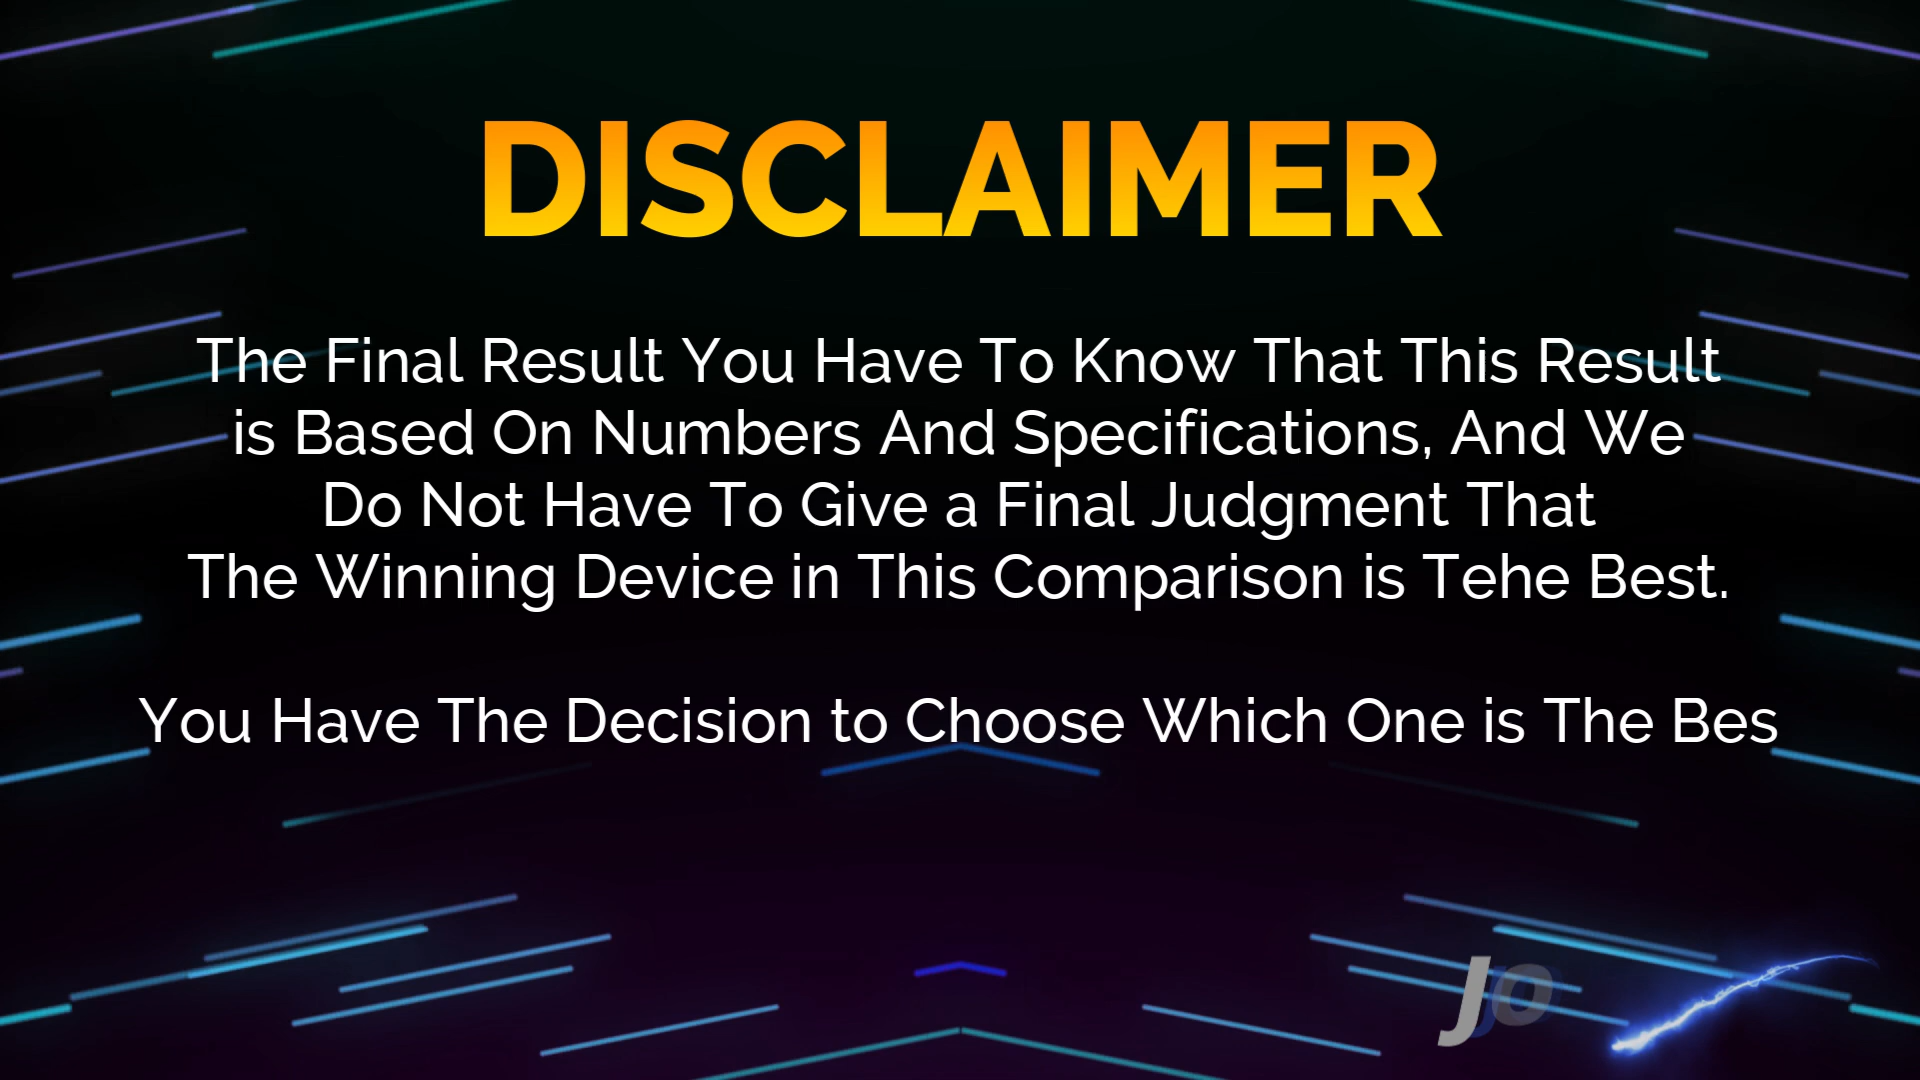 DISCLAIMER
The Final Result You Have To Know That This Result
is Based On Numbers And Specifications, And We
Do Not Have To Give a Final Judgment That
The Winning Device in This Comparison is Tehe Best.
You Have The Decision to Choose Which One is The Bes
Jo